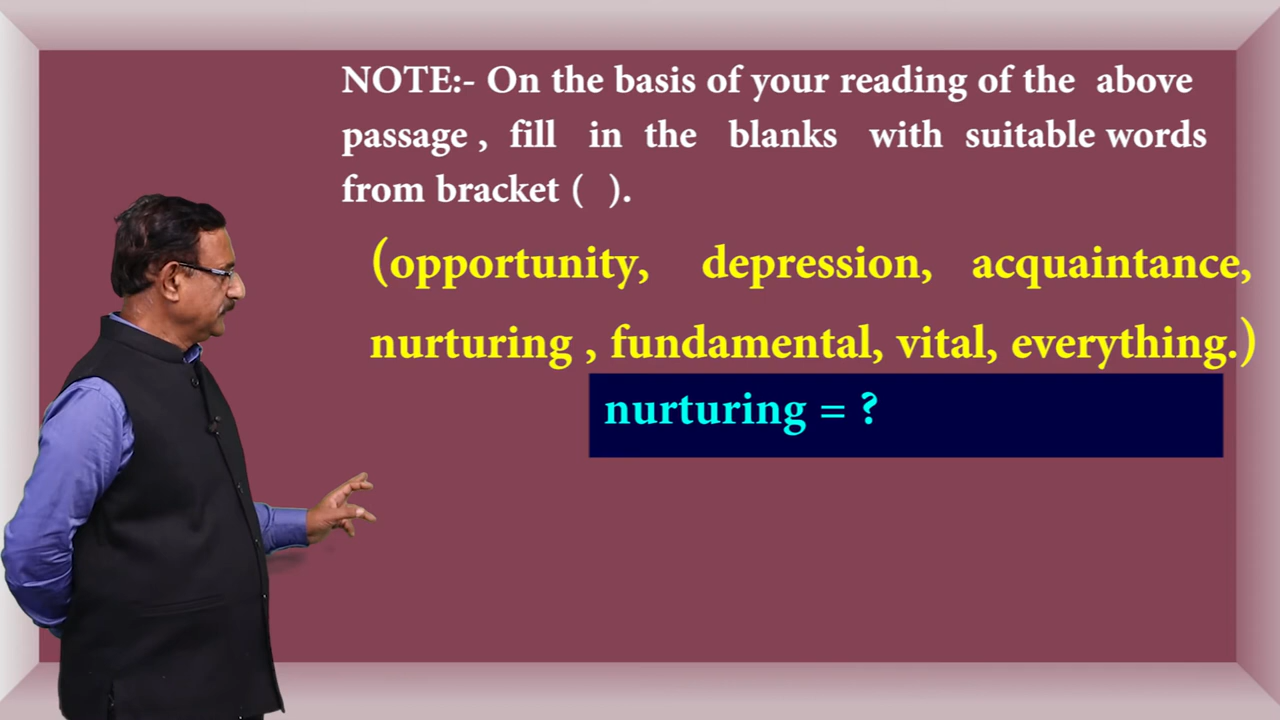 NOTE:- On the basis of your reading of the above
passage , fill in the blanks with suitable words
from bracket ( ).
(opportunity, depression, acquaintance,
nurturing , fundamental, vital, everything.)
nurturing = ?